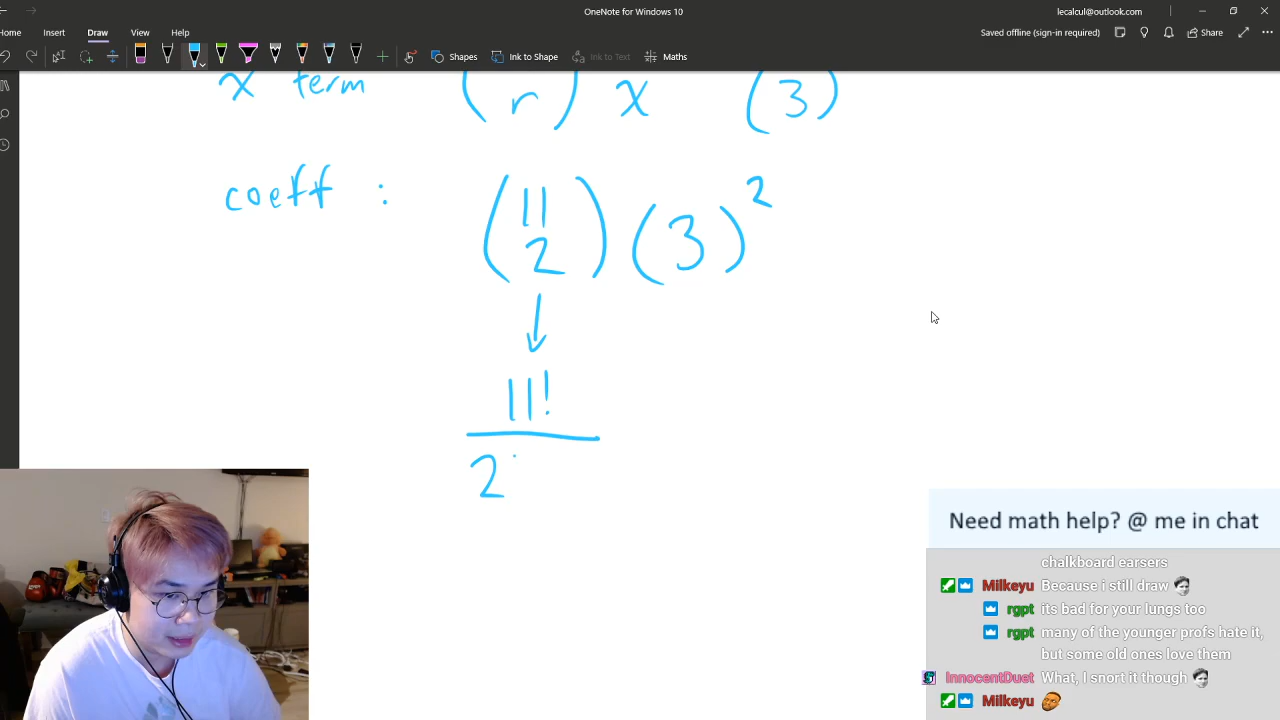 OneNote for Windows 10
lecalcul@outlook.com
Home Insert Draw View Help
Saved offline (sign-in required)
Share
Shapes Ink to Shape Ink to Text Maths
x term ( r ) x (3)
coeff : (11 2) (3)²
↓
11!
2
Need math help? @ me in chat
chalkboard earsers
Milkeyu Because i still draw
rgpt its bad for your lungs too
rgpt many of the younger profs hate it,
but some old ones love them
InnocentDuet What, I snort it though
Milkeyu